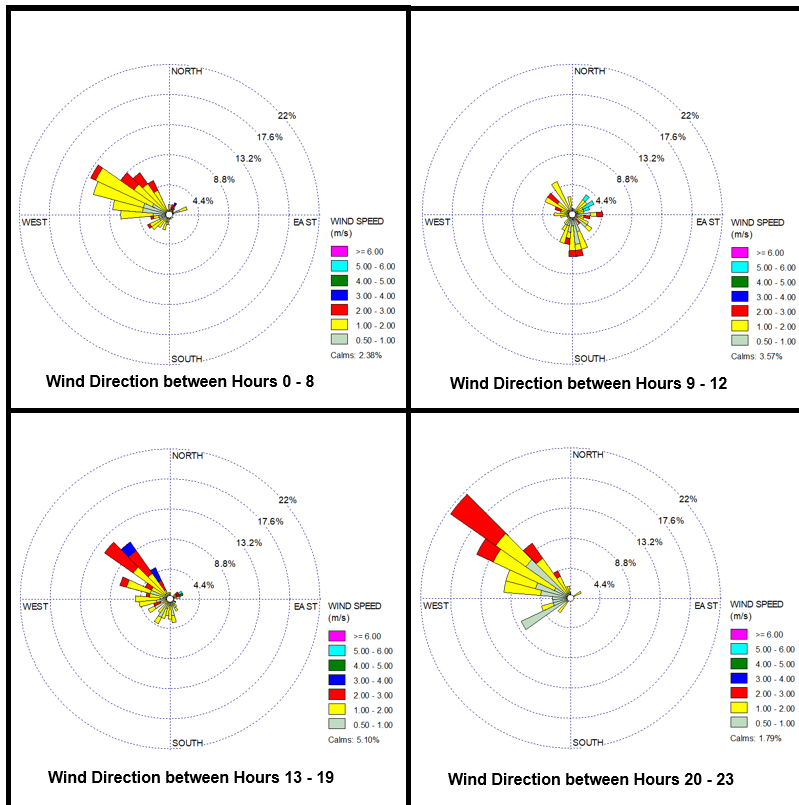 NORTH
22%
17.6%
13.2%
8.8%
4.4%
WEST
EAST
SOUTH
WIND SPEED
(m/s)
>= 6.00
5.00 - 6.00
4.00 - 5.00
3.00 - 4.00
2.00 - 3.00
1.00 - 2.00
0.50 - 1.00
Calms: 2.38%
Wind Direction between Hours 0 - 8
NORTH
22%
17.6%
13.2%
8.8%
4.4%
WEST
EAST
SOUTH
WIND SPEED
(m/s)
>= 6.00
5.00 - 6.00
4.00 - 5.00
3.00 - 4.00
2.00 - 3.00
1.00 - 2.00
0.50 - 1.00
Calms: 3.57%
Wind Direction between Hours 9 - 12
NORTH
22%
17.6%
13.2%
8.8%
4.4%
WEST
EAST
SOUTH
WIND SPEED
(m/s)
>= 6.00
5.00 - 6.00
4.00 - 5.00
3.00 - 4.00
2.00 - 3.00
1.00 - 2.00
0.50 - 1.00
Calms: 5.10%
Wind Direction between Hours 13 - 19
NORTH
22%
17.6%
13.2%
8.8%
4.4%
WEST
EAST
SOUTH
WIND SPEED
(m/s)
>= 6.00
5.00 - 6.00
4.00 - 5.00
3.00 - 4.00
2.00 - 3.00
1.00 - 2.00
0.50 - 1.00
Calms: 1.79%
Wind Direction between Hours 20 - 23